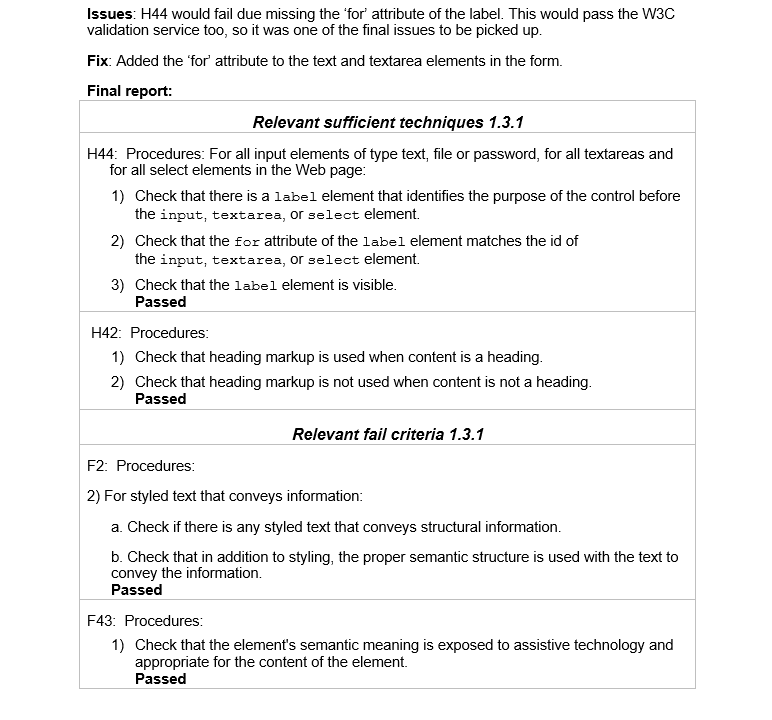 Issues: H44 would fail due missing the 'for' attribute of the label. This would pass the W3C
validation service too, so it was one of the final issues to be picked up.
Fix: Added the 'for' attribute to the text and textarea elements in the form.
Final report:
Relevant sufficient techniques 1.3.1
H44: Procedures: For all input elements of type text, file or password, for all textareas and
for all select elements in the Web page:
1) Check that there is a label element that identifies the purpose of the control before
the input, textarea, or select element.
2) Check that the for attribute of the label element matches the id of
the input, textarea, or select element.
3) Check that the label element is visible.
Passed
H42: Procedures:
1) Check that heading markup is used when content is a heading.
2) Check that heading markup is not used when content is not a heading.
Passed
Relevant fail criteria 1.3.1
F2: Procedures:
2) For styled text that conveys information:
a. Check if there is any styled text that conveys structural information.
b. Check that in addition to styling, the proper semantic structure is used with the text to
convey the information.
Passed
F43: Procedures:
1) Check that the element's semantic meaning is exposed to assistive technology and
appropriate for the content of the element.
Passed